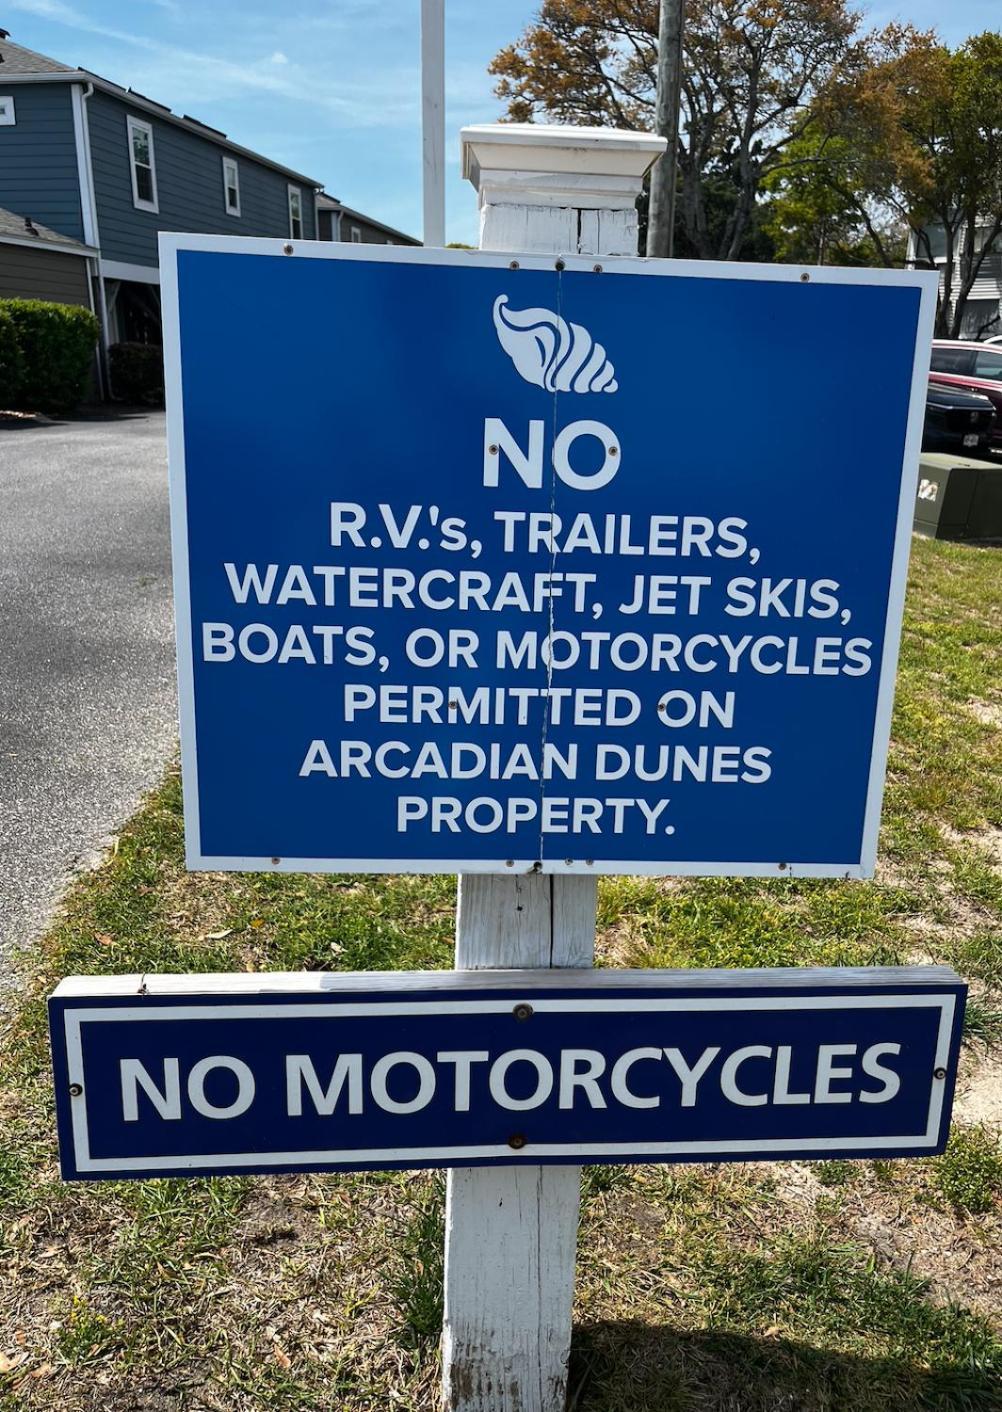 NO
R.V.'s, TRAILERS,
WATERCRAFT, JET SKIS,
BOATS, OR MOTORCYCLES
PERMITTED ON
ARCADIAN DUNES
PROPERTY.
NO MOTORCYCLES